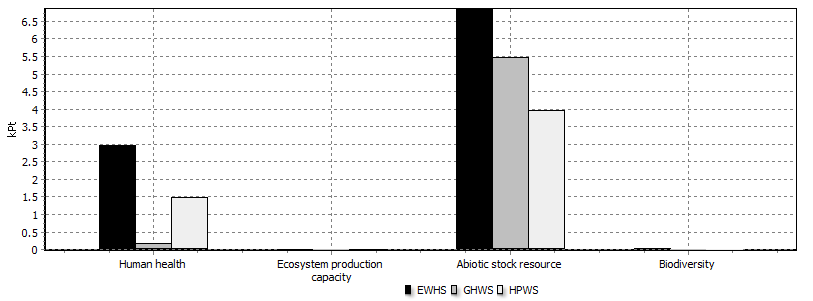 6.5
6
5.5
5
4.5
4
3.5
3
2.5
2
1.5
1
0.5
0
kPt
Human health
Ecosystem production
capacity
Abiotic stock resource
Biodiversity
EWHS GHWS HPWS